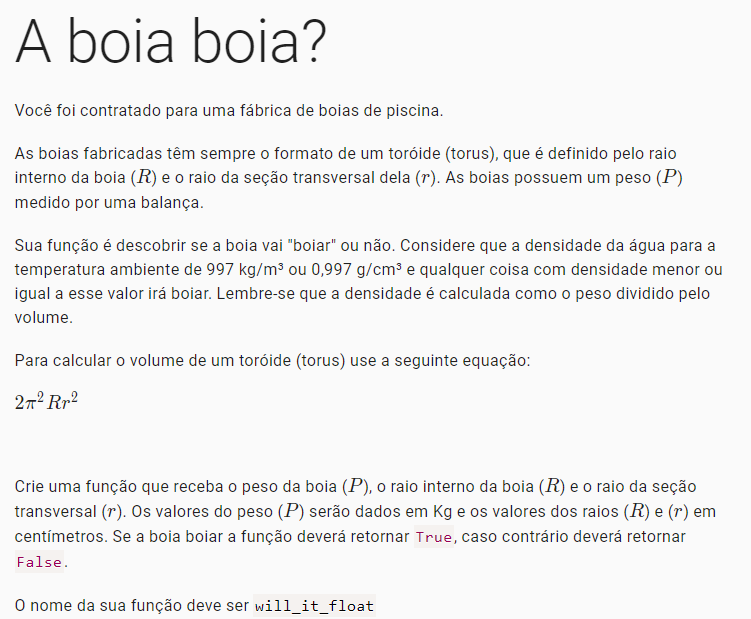 A boia boia?
Você foi contratado para uma fábrica de boias de piscina.
As boias fabricadas têm sempre o formato de um toróide (torus), que é definido pelo raio
interno da boia (R) e o raio da seção transversal dela (r). As boias possuem um peso (P)
medido por uma balança.
Sua função é descobrir se a boia vai "boiar" ou não. Considere que a densidade da água para a
temperatura ambiente de 997 kg/m³ ou 0,997 g/cm³ e qualquer coisa com densidade menor ou
igual a esse valor irá boiar. Lembre-se que a densidade é calculada como o peso dividido pelo
volume.
Para calcular o volume de um toróide (torus) use a seguinte equação:
2π²Rr²
Crie uma função que receba o peso da boia (P), o raio interno da boia (R) e o raio da seção
transversal (r). Os valores do peso (P) serão dados em Kg e os valores dos raios (R) e (r) em
centímetros. Se a boia boiar a função deverá retornar True, caso contrário deverá retornar
False.
O nome da sua função deve ser will_it_float